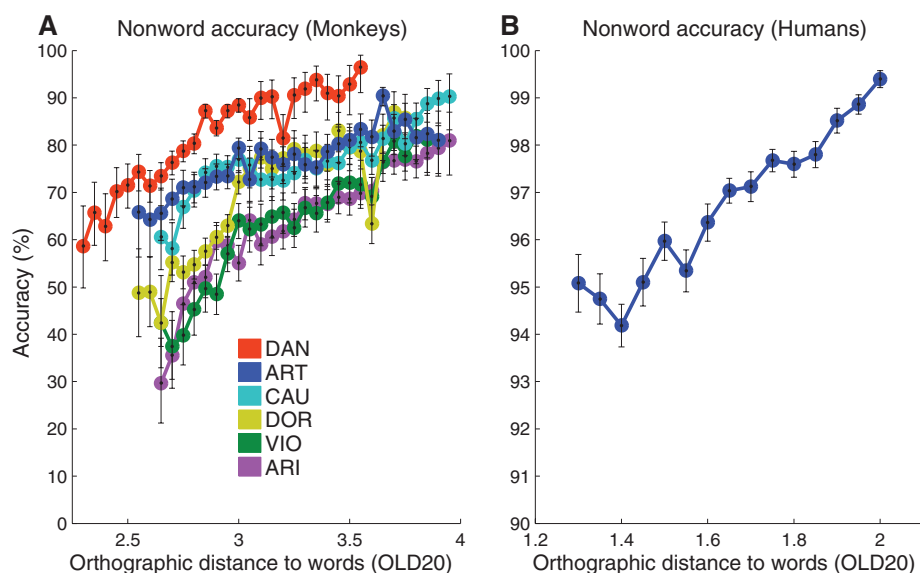 A
Nonword accuracy (Monkeys)
100
90
80
70
60
50
40
30
20
10
0
Accuracy (%)
DAN
ART
CAU
DOR
VIO
ARI
2.5
3
3.5
4
Orthographic distance to words (OLD20)
B
Nonword accuracy (Humans)
100
99
98
97
96
95
94
93
92
91
90
1.2
1.4
1.6
1.8
2
Orthographic distance to words (OLD20)